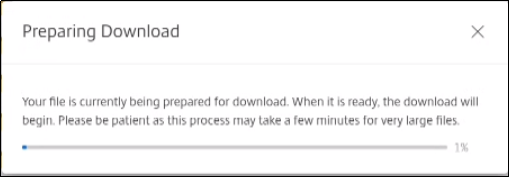 Preparing Download
Your file is currently being prepared for download. When it is ready, the download will
begin. Please be patient as this process may take a few minutes for very large files.
1%